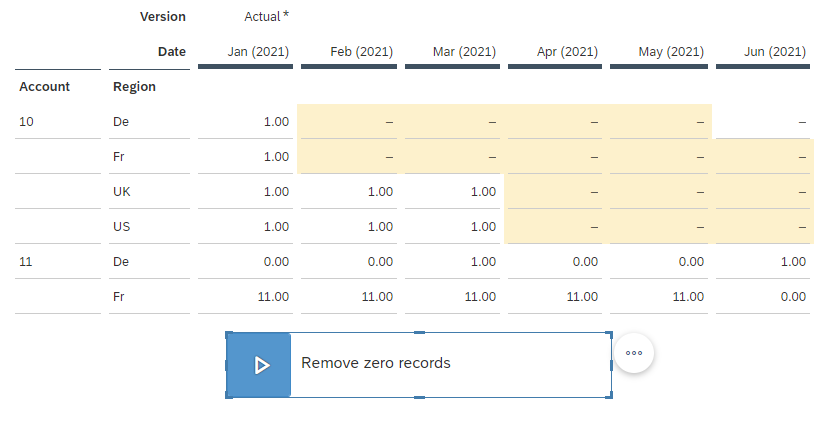 Version Actual *
Date Jan (2021) Feb (2021) Mar (2021) Apr (2021) May (2021) Jun (2021)
Account Region
10 De 1.00 – – – – –
Fr 1.00 – – – – –
UK 1.00 1.00 1.00 – – –
US 1.00 1.00 1.00 – – –
11 De 0.00 0.00 1.00 0.00 0.00 1.00
Fr 11.00 11.00 11.00 11.00 11.00 0.00
Remove zero records